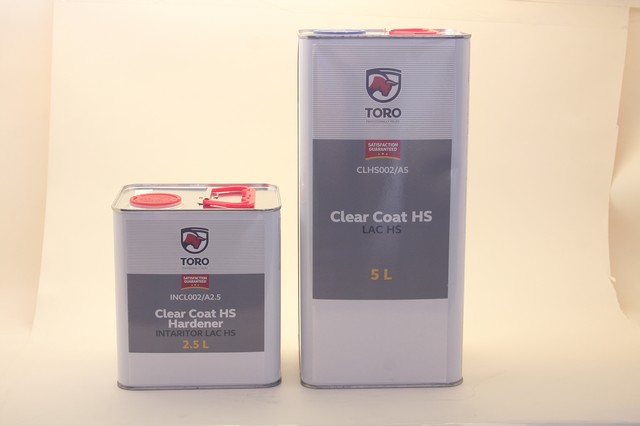 TORO
SATISFACTION
GUARANTEED
INCL002/A2.5
Clear Coat HS
Hardener
INTARITOR LAC HS
2.5 L
TORO
SATISFACTION
GUARANTEED
CLHS002/A5
Clear Coat HS
LAC HS
5 L